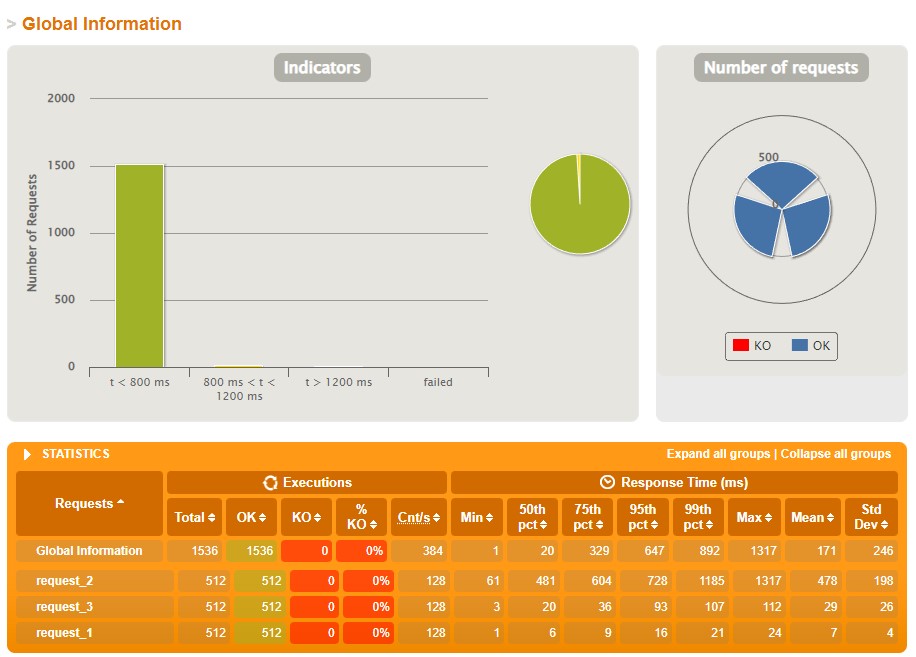 > Global Information
Indicators
Number of requests
2000
1500
1000
500
0
Number of Requests
t < 800 ms
800 ms < t <
1200 ms
t > 1200 ms
failed
500
0
KO
OK
STATISTICS
Expand all groups | Collapse all groups
Requests
Executions
Response Time (ms)
Total OK KO % KO Cnt/s Min 50th pct 75th pct 95th pct 99th pct Max Mean Std Dev
Global Information 1536 1536 0 0% 384 1 20 329 647 892 1317 171 246
request_2 512 512 0 0% 128 61 481 604 728 1185 1317 478 198
request_3 512 512 0 0% 128 3 20 36 93 107 112 29 26
request_1 512 512 0 0% 128 1 6 9 16 21 24 7 4